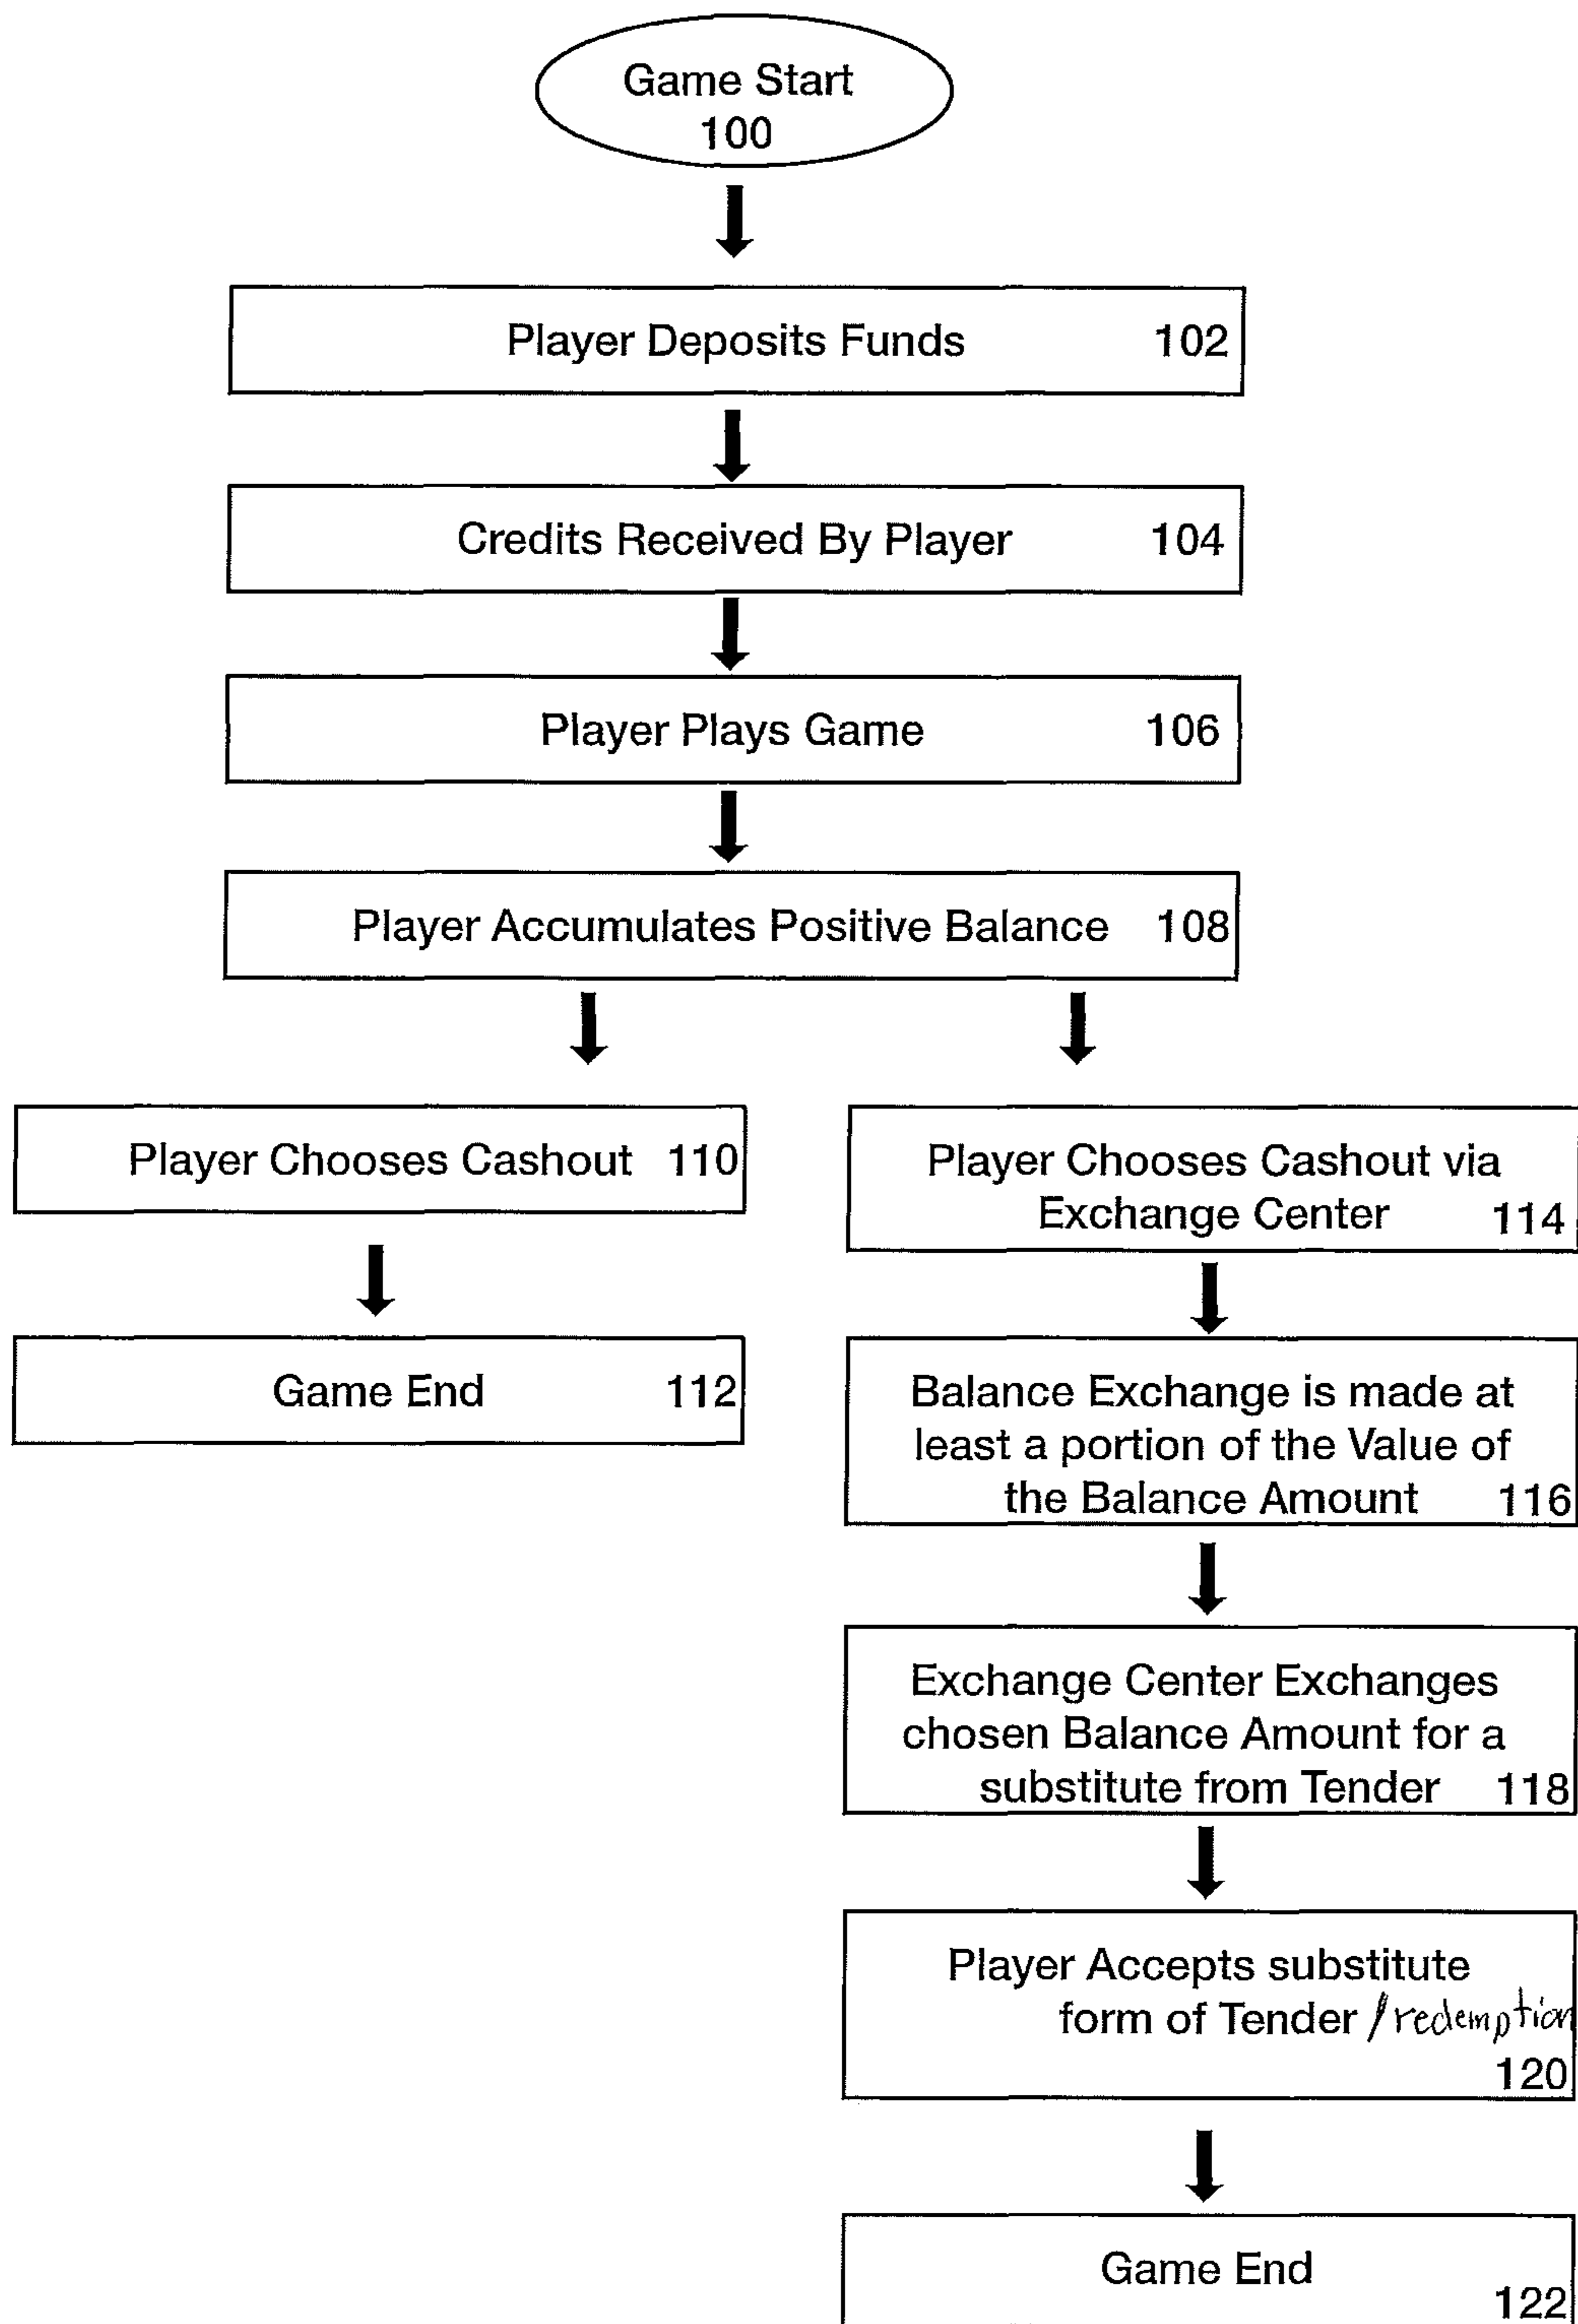 Game Start
100
Player Deposits Funds 102
Credits Received By Player 104
Player Plays Game 106
Player Accumulates Positive Balance 108
Player Chooses Cashout 110
Game End 112
Player Chooses Cashout via
Exchange Center 114
Balance Exchange is made at
least a portion of the Value of
the Balance Amount 116
Exchange Center Exchanges
chosen Balance Amount for a
substitute from Tender 118
Player Accepts substitute
form of Tender /redemption
120
Game End
122